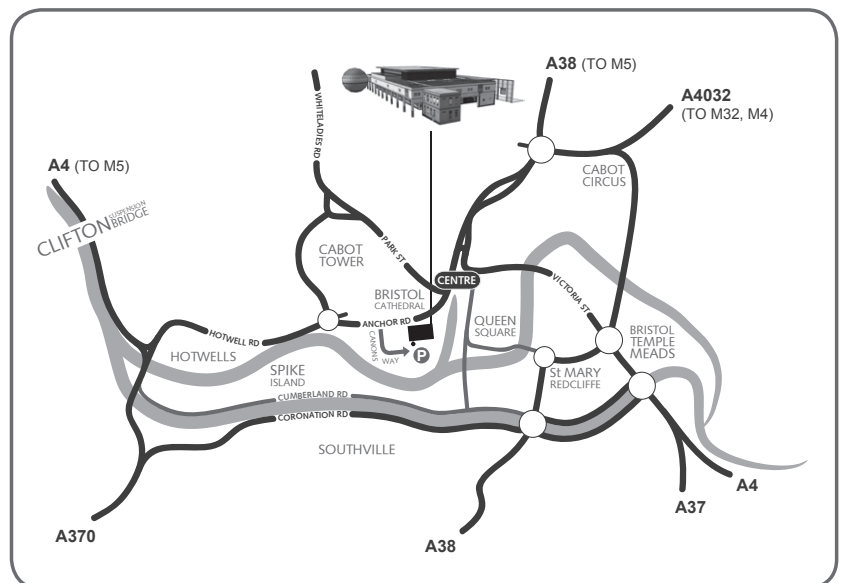 A38 (TO M5)
A4032
(TO M32, M4)
WHITELADIES RD
A4 (TO M5)
CABOT
CIRCUS
CLIFTON SUSPENSION
BRIDGE
PARK ST
CABOT
TOWER
CENTRE
VICTORIA ST
BRISTOL
CATHEDRAL
ANCHOR RD
QUEEN
SQUARE
HOTWELL RD
CANONS
WAY
P
BRISTOL
TEMPLE
MEADS
HOTWELLS
SPIKE
ISLAND
St MARY
REDCLIFFE
CUMBERLAND RD
CORONATION RD
SOUTHVILLE
A4
A37
A370
A38